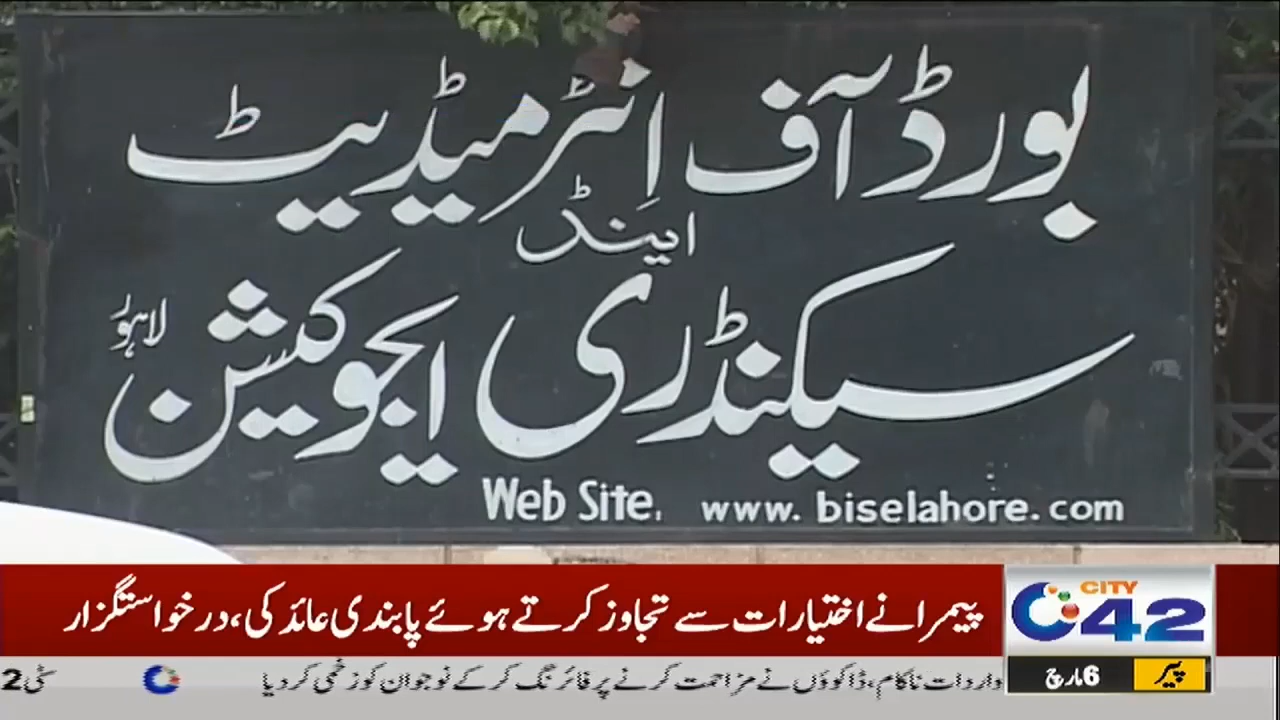 بورڈ آف انٹرمیڈیٹ
اینڈ
سیکنڈری ایجوکیشن لاہور
Web Site. www. biselahore. com
پیمرا نے اختیارات سے تجاوز کرتے ہوئے پابندی عائد کی، درخواستگزار
CITY
42
پیر 6 مارچ
واردات ناکام، ڈاکوؤں نے مزاحمت کرنے پر فائرنگ کر کے نوجوان کو زخمی کر دیا